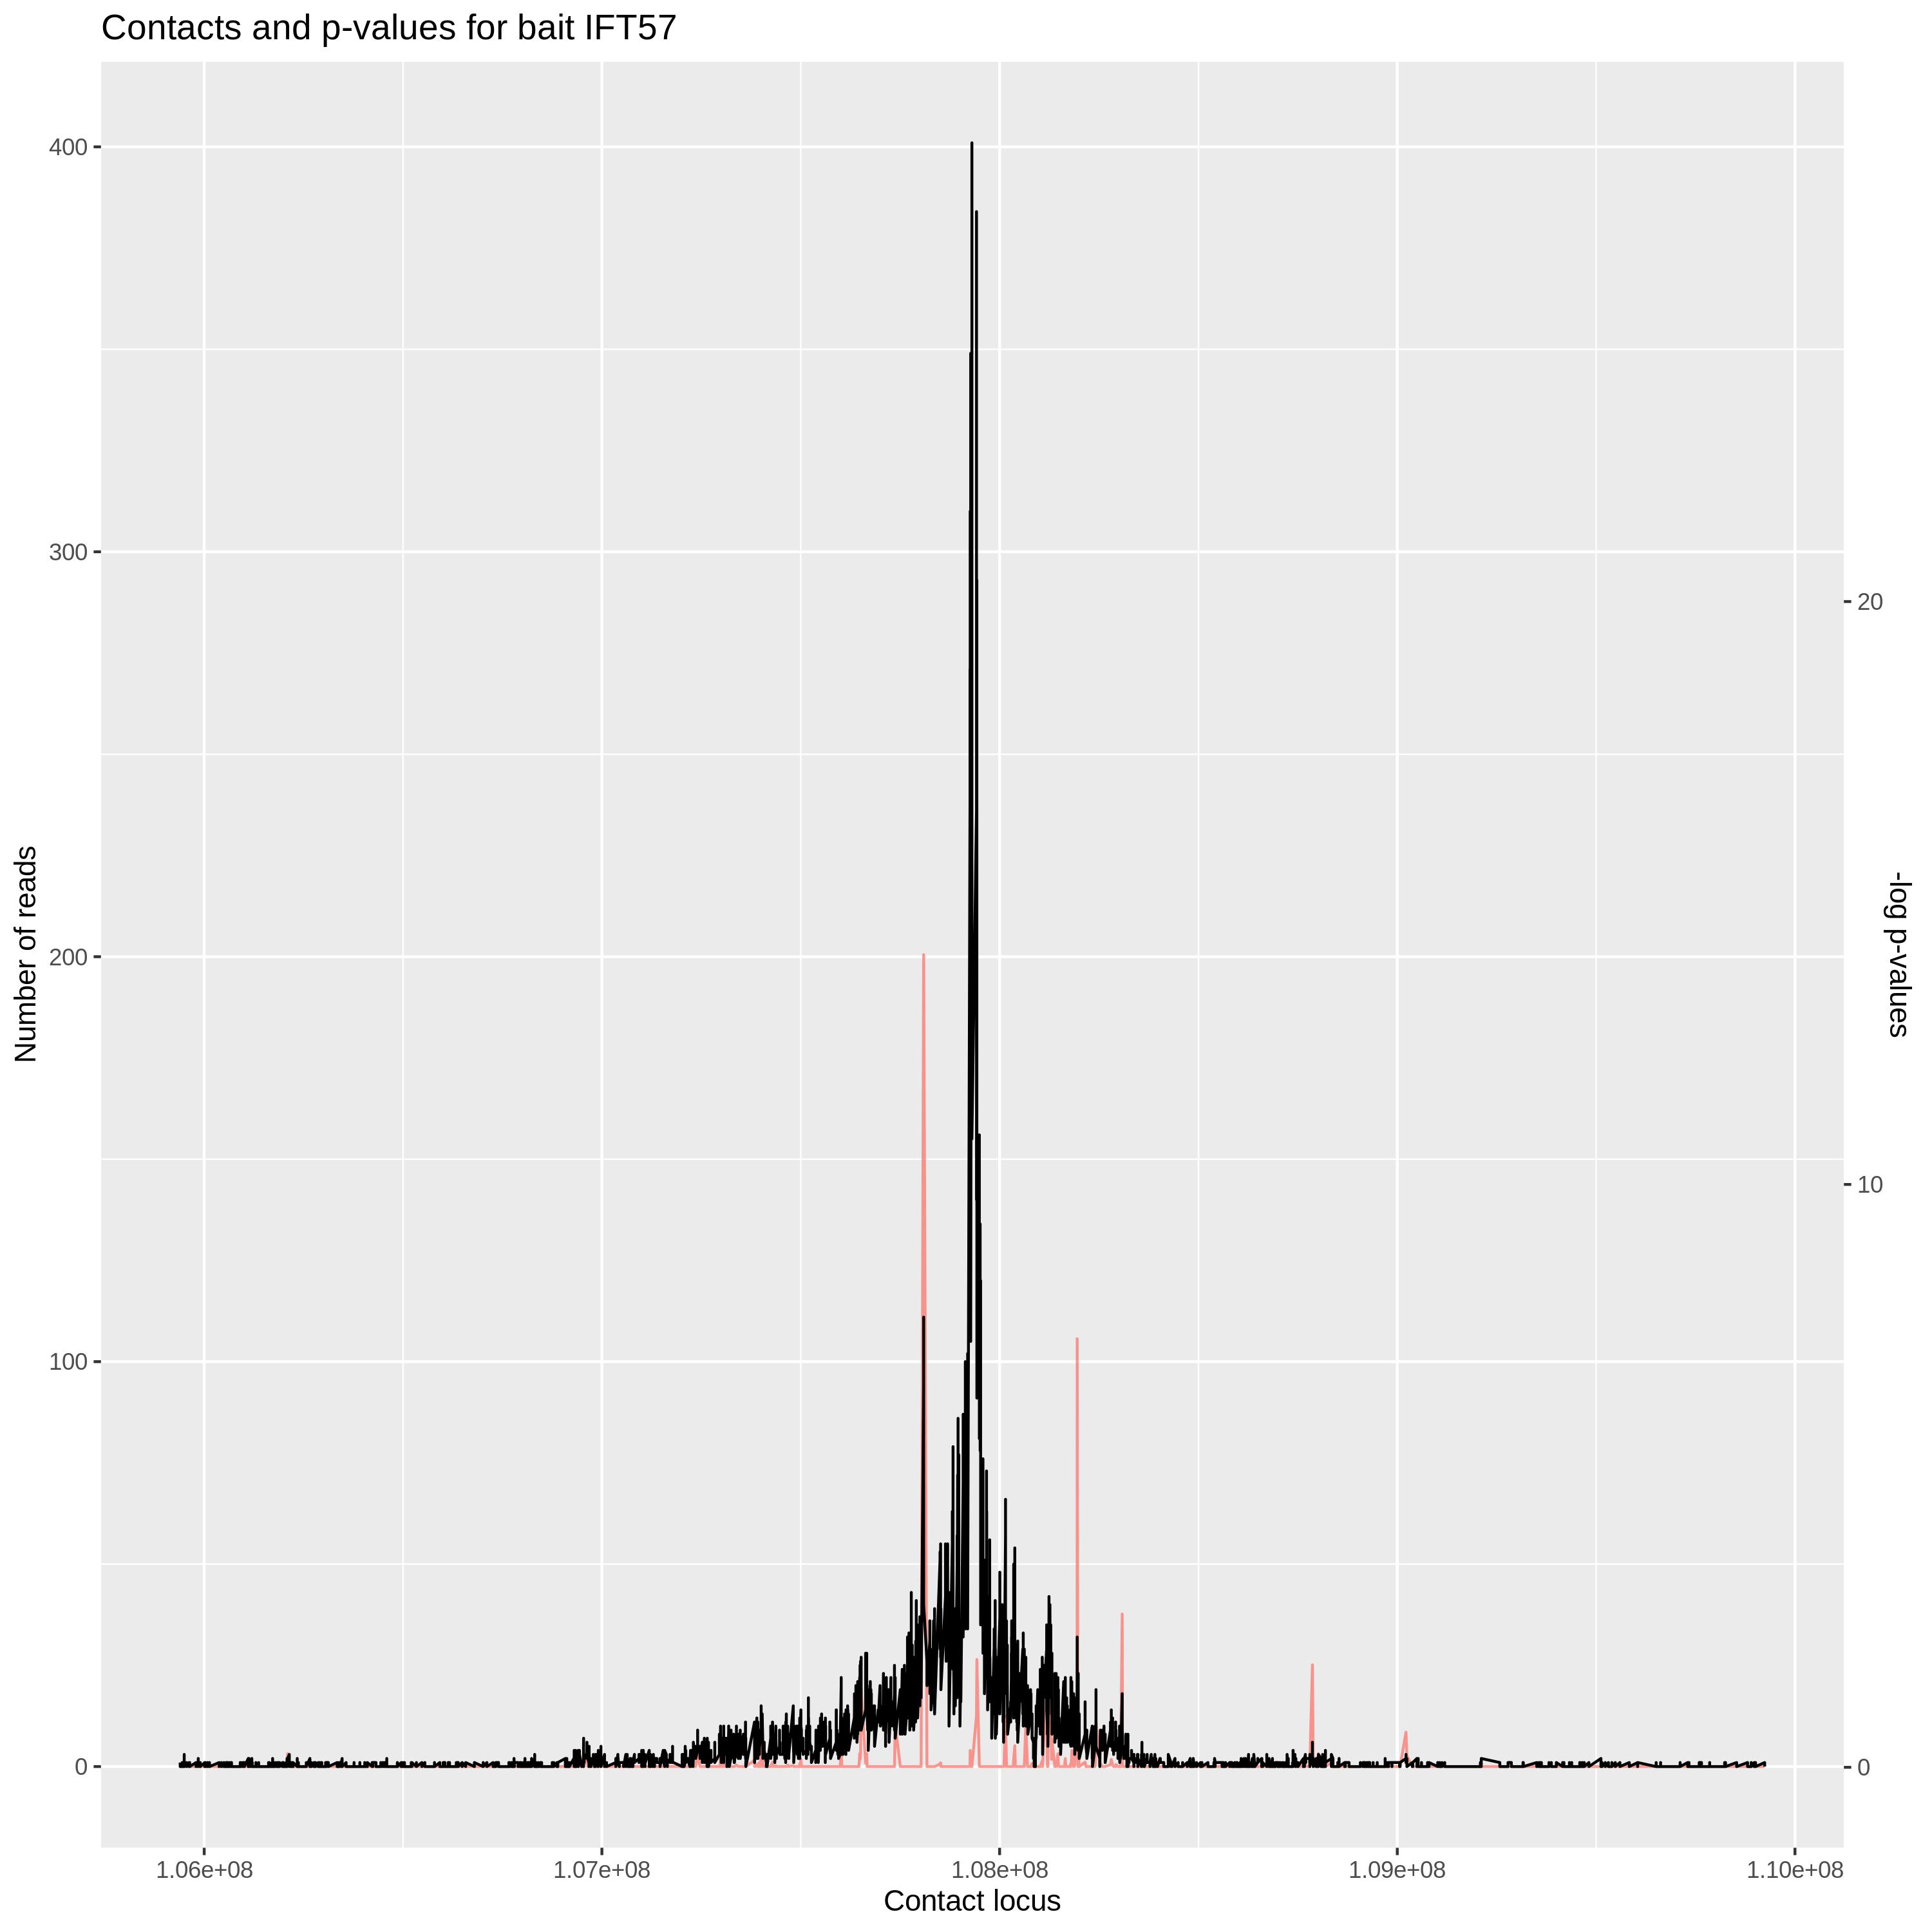 Contacts and p-values for bait IFT57
400
300
200
100
0
Number of reads
20
10
0
-log p-values
1.06e+08
1.07e+08
1.08e+08
1.09e+08
1.10e+08
Contact locus